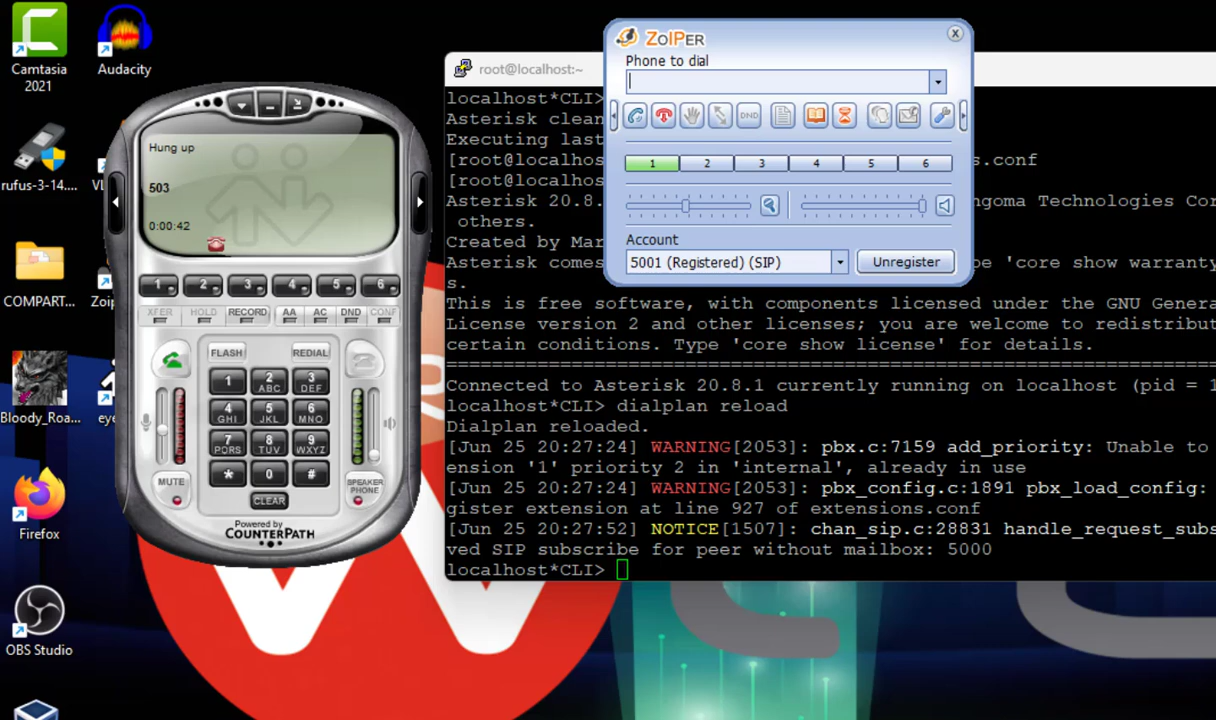 Camtasia
2021
Audacity
rufus-3-14....
VL
COMPART...
Zoip
Bloody_Roa...
eye
Firefox
OBS Studio
Hung up
503
0:00:42
1 2 3 4 5 6
XFER HOLD RECORD AA AC DND CONF
FLASH REDIAL
1 2 ABC 3 DEF
4 GHI 5 JKL 6 MNO
7 PQRS 8 TUV 9 WXYZ
* 0 #
MUTE
SPEAKER
PHONE
CLEAR
Powered by
COUNTERPATH
ZOIPER
Phone to dial
DND
1 2 3 4 5 6
Account
5001 (Registered) (SIP)
Unregister
root@localhost:~
localhost*CLI>
Asterisk clean
Executing last
[root@localhos s.conf
[root@localhos
Asterisk 20.8. ngoma Technologies Cor
others.
Created by Mar
Asterisk comes pe 'core show warranty
s.
This is free software, with components licensed under the GNU Genera
License version 2 and other licenses; you are welcome to redistribut
certain conditions. Type 'core show license' for details.
Connected to Asterisk 20.8.1 currently running on localhost (pid = 1
localhost*CLI> dialplan reload
Dialplan reloaded.
[Jun 25 20:27:24] WARNING[2053]: pbx.c:7159 add_priority: Unable to
ension '1' priority 2 in 'internal', already in use
[Jun 25 20:27:24] WARNING[2053]: pbx_config.c:1891 pbx_load_config:
gister extension at line 927 of extensions.conf
[Jun 25 20:27:52] NOTICE[1507]: chan_sip.c:28831 handle_request_subs
ved SIP subscribe for peer without mailbox: 5000
localhost*CLI>